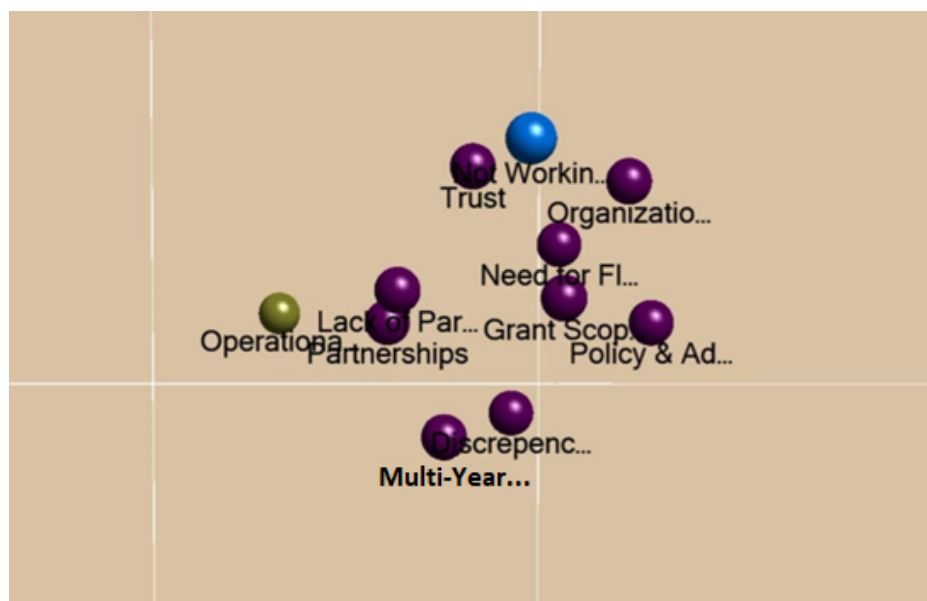 Not Workin...
Trust
Organizatio...
Need for Fl...
Lack of Par...
Grant Scop...
Operationa...
Partnerships
Policy & Ad...
Discrepenc...
Multi-Year...